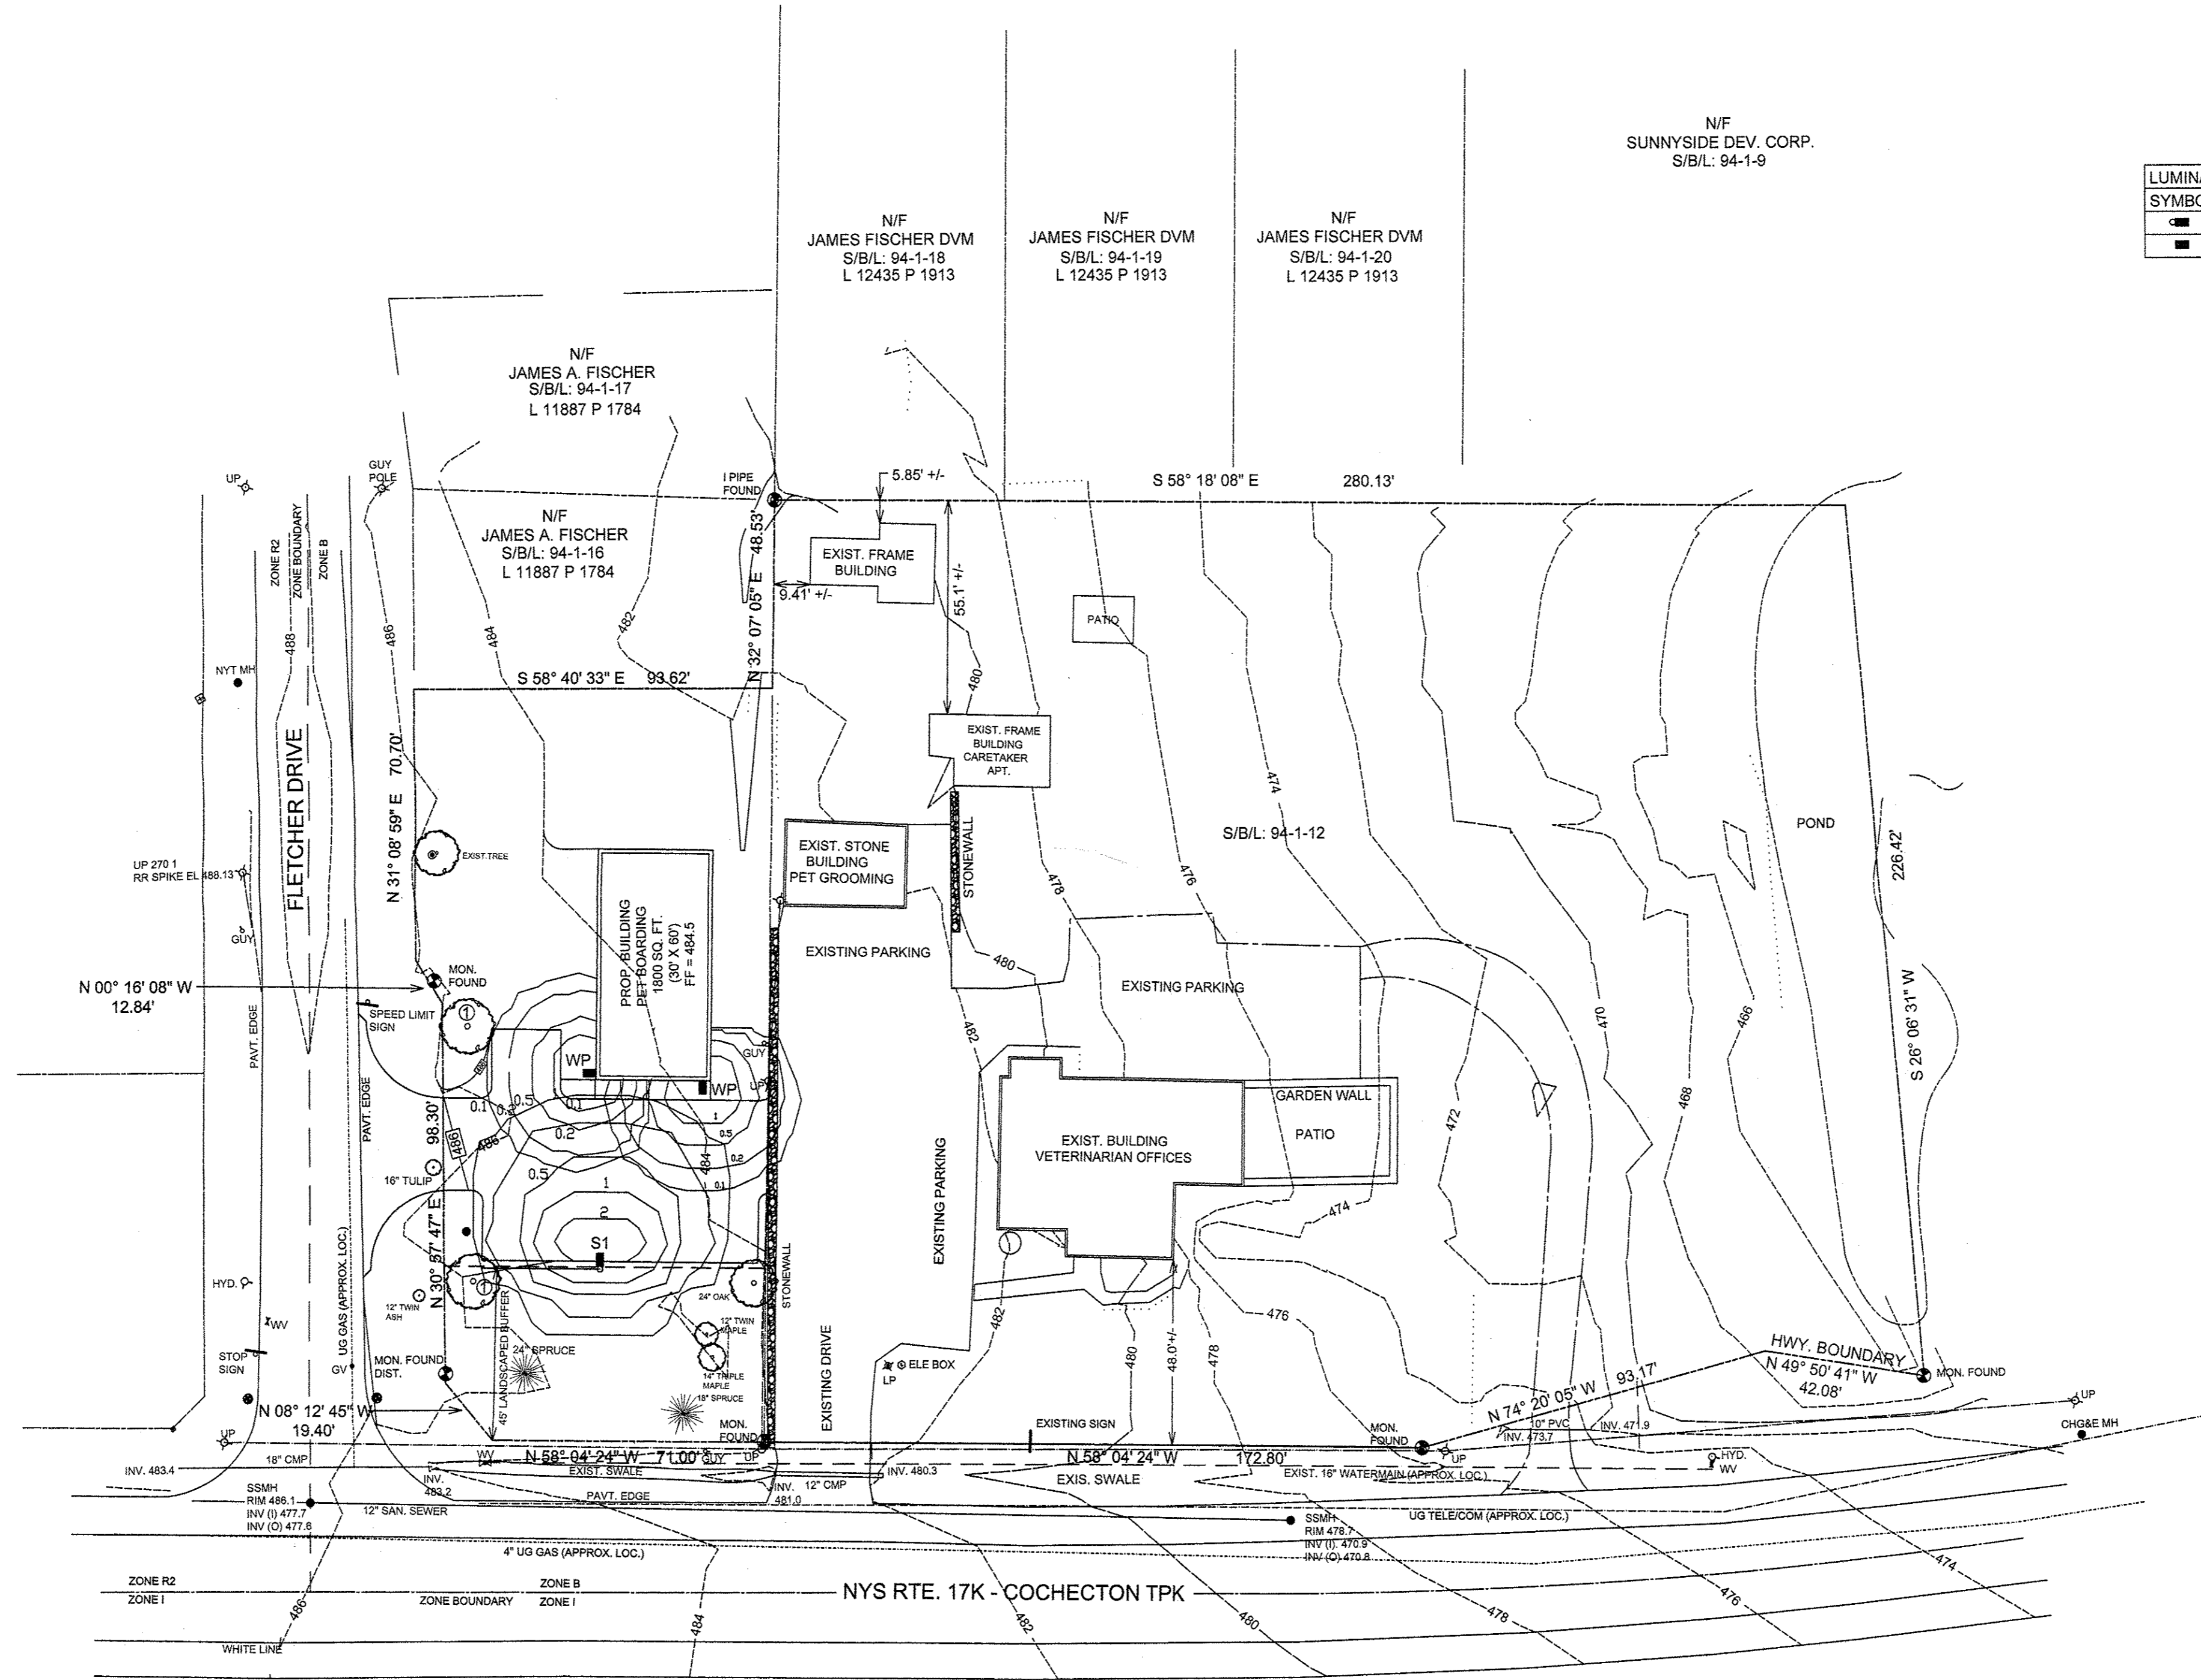 N/F
SUNNYSIDE DEV. CORP.
S/B/L: 94-1-9
LUMINA
SYMBO
N/F
JAMES FISCHER DVM
S/B/L: 94-1-18
L 12435 P 1913
N/F
JAMES FISCHER DVM
S/B/L: 94-1-19
L 12435 P 1913
N/F
JAMES FISCHER DVM
S/B/L: 94-1-20
L 12435 P 1913
N/F
JAMES A. FISCHER
S/B/L: 94-1-17
L 11887 P 1784
UP
GUY
POLE
I PIPE
FOUND
5.85' +/-
S 58° 18' 08" E 280.13'
N/F
JAMES A. FISCHER
S/B/L: 94-1-16
L 11887 P 1784
ZONE R2
ZONE BOUNDARY
ZONE B
N 32° 07' 05" E 48.53'
EXIST. FRAME
BUILDING
9.41' +/-
55.1' +/-
PATIO
488
486
484
482
480
NYT MH
S 58° 40' 33" E 93.62'
FLETCHER DRIVE
N 31° 08' 59" E 70.70'
EXIST. FRAME
BUILDING
CARETAKER
APT.
474
S/B/L: 94-1-12
POND
226.42'
EXIST.TREE
UP 270 1
RR SPIKE EL 488.13
GUY
EXIST. STONE
BUILDING
PET GROOMING
STONEWALL
478
476
PROP. BUILDING
PET BOARDING
1800 SQ. FT.
(30' X 60')
FF = 484.5
EXISTING PARKING
480
EXISTING PARKING
N 00° 16' 08" W
12.84'
MON.
FOUND
SPEED LIMIT
SIGN
1
PAVT. EDGE
PAVT. EDGE
482
470
466
468
S 26° 06' 31" W
WP
WP
GUY
UP
0.1
0.2
0.5
0.1
0.2
1
0.5
0.2
0.1
486
486
484
0.5
1
2
S1
N 30° 57' 47" E 98.30'
16" TULIP
GARDEN WALL
PATIO
472
EXIST. BUILDING
VETERINARIAN OFFICES
EXISTING PARKING
474
HYD.
WV
UG GAS (APPROX. LOC.)
12" TWIN
ASH
1
24" OAK
STONEWALL
12" TWIN
MAPLE
45' LANDSCAPED BUFFER
24" SPRUCE
14" TRIPLE
MAPLE
18" SPRUCE
STOP
SIGN
GV
MON. FOUND
DIST.
EXISTING DRIVE
ELE BOX
LP
482
480
48.0'+/-
478
476
HWY. BOUNDARY
N 49° 50' 41" W
42.08'
MON. FOUND
N 74° 20' 05" W 93.17'
N 08° 12' 45" W
19.40'
UP
MON.
FOUND
EXISTING SIGN
MON.
FOUND
10" PVC
INV. 471.9
INV. 473.7
UP
CHG&E MH
WV
N 58° 04' 24" W 71.00'
GUY
UP
N 58° 04' 24" W 172.80'
UP
HYD.
WV
18" CMP
INV. 483.4
EXIST. SWALE
INV. 480.3
EXIS. SWALE
EXIST. 16" WATERMAIN (APPROX. LOC.)
INV.
483.2
INV.
481.0
12" CMP
PAVT. EDGE
SSMH
RIM 486.1
INV (I) 477.7
INV (O) 477.6
12" SAN. SEWER
SSMH
RIM 478.7
INV (I). 470.9
INV (O) 470.8
UG TELE/COM (APPROX. LOC.)
4" UG GAS (APPROX. LOC.)
ZONE R2
ZONE I
ZONE B
ZONE BOUNDARY
ZONE I
NYS RTE. 17K - COCHECTON TPK
486
484
482
480
478
476
474
WHITE LINE